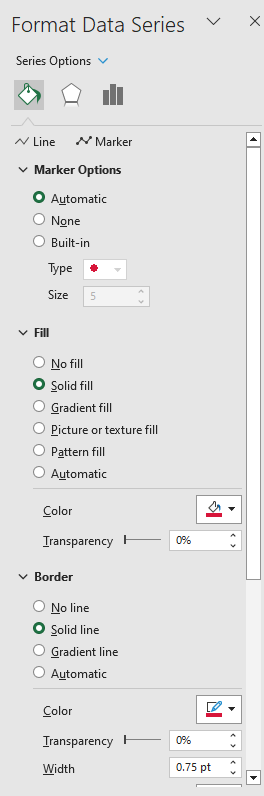 Format Data Series
Series Options
Line Marker
Marker Options
Automatic
None
Built-in
Type
Size 5
Fill
No fill
Solid fill
Gradient fill
Picture or texture fill
Pattern fill
Automatic
Color
Transparency 0%
Border
No line
Solid line
Gradient line
Automatic
Color
Transparency 0%
Width 0.75 pt